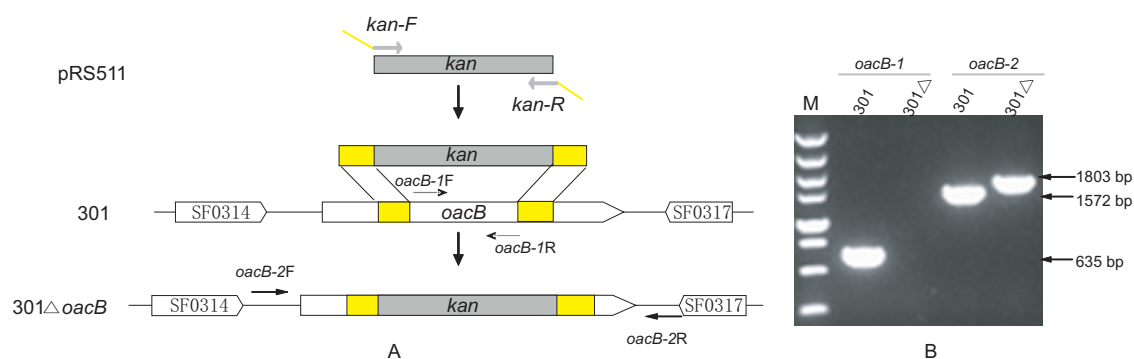 kan-F
pRS511
kan
kan-R
kan
oacB-1F
301
SF0314
oacB
SF0317
oacB-1R
oacB-2F
301△oacB
SF0314
kan
SF0317
oacB-2R
A
oacB-1 oacB-2
M 301 301△ 301 301△
1803 bp
1572 bp
635 bp
B